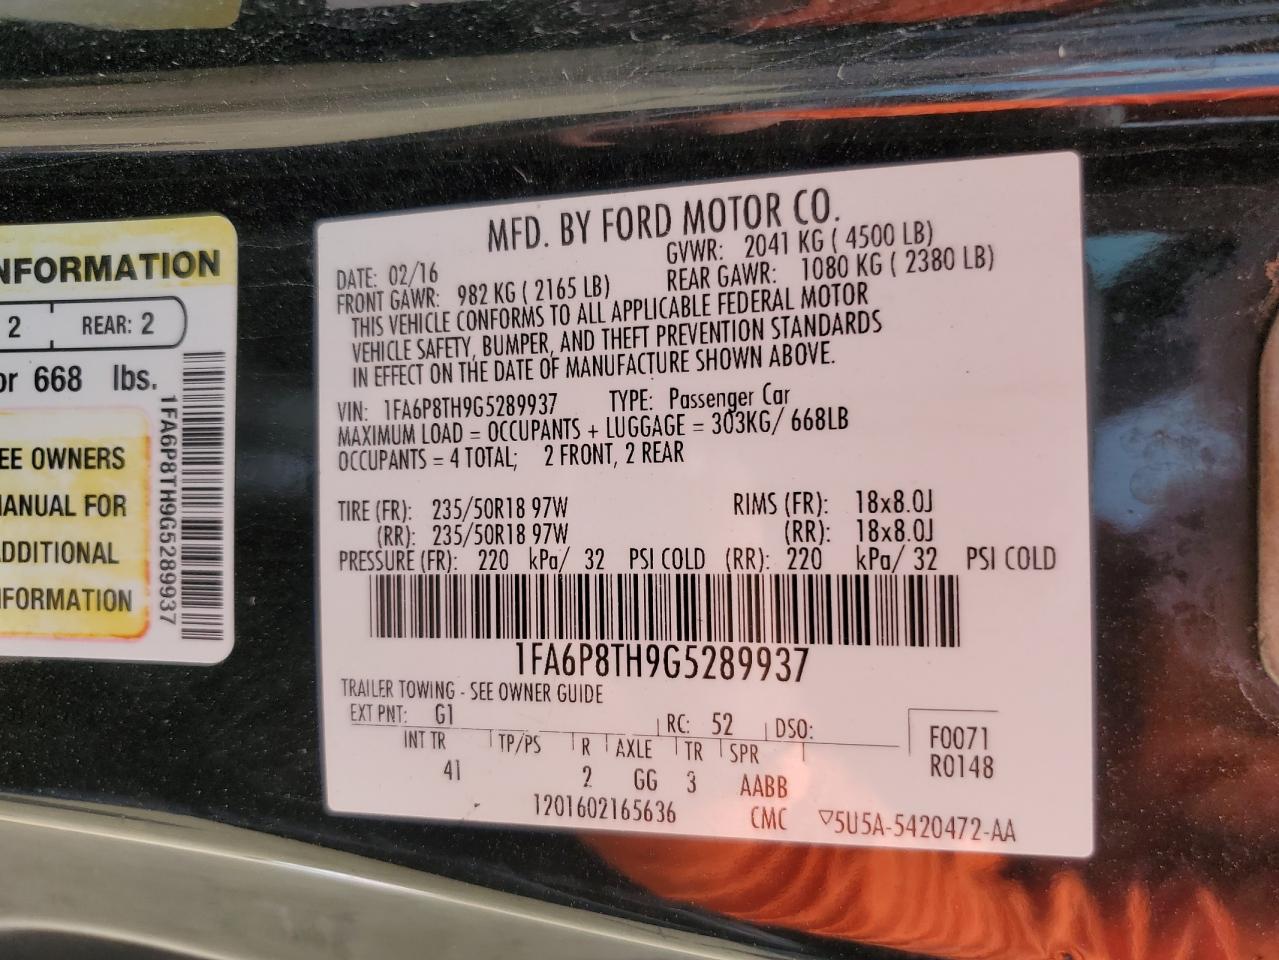 NFORMATION
2 REAR: 2
or 668 lbs.
EE OWNERS
MANUAL FOR
ADDITIONAL
FORMATION
1FA6P8TH9G5289937
MFD. BY FORD MOTOR CO.
DATE: 02/16 GVWR: 2041 KG ( 4500 LB)
FRONT GAWR: 982 KG ( 2165 LB) REAR GAWR: 1080 KG ( 2380 LB)
THIS VEHICLE CONFORMS TO ALL APPLICABLE FEDERAL MOTOR
VEHICLE SAFETY, BUMPER, AND THEFT PREVENTION STANDARDS
IN EFFECT ON THE DATE OF MANUFACTURE SHOWN ABOVE.
VIN: 1FA6P8TH9G5289937 TYPE: Passenger Car
MAXIMUM LOAD = OCCUPANTS + LUGGAGE = 303KG/ 668LB
OCCUPANTS = 4 TOTAL; 2 FRONT, 2 REAR
TIRE (FR): 235/50R18 97W RIMS (FR): 18x8.0J
(RR): 235/50R18 97W (RR): 18x8.0J
PRESSURE (FR): 220 kPa/ 32 PSI COLD (RR): 220 kPa/ 32 PSI COLD
1FA6P8TH9G5289937
TRAILER TOWING - SEE OWNER GUIDE
EXT PNT: G1 RC: 52 DSO: F0071
INT TR TP/PS R AXLE TR SPR R0148
41 2 GG 3 AABB
1201602165636 CMC ▽5U5A-5420472-AA